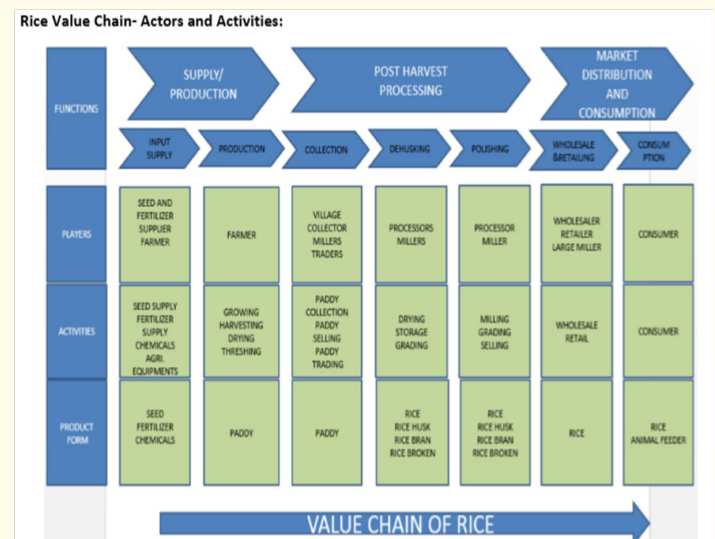 Rice Value Chain- Actors and Activities:
FUNCTIONS
SUPPLY/
PRODUCTION
POST HARVEST
PROCESSING
MARKET
DISTRIBUTION
AND
CONSUMPTION
INPUT
SUPPLY
PRODUCTION
COLLECTION
DEHUSKING
POLISHING
WHOLESALE
&RETAILING
CONSUM
PTION
PLAYERS
SEED AND
FERTILIZER
SUPPLIER
FARMER
FARMER
VILLAGE
COLLECTOR
MILLERS
TRADERS
PROCESSORS
MILLERS
PROCESSOR
MILLER
WHOLESALER
RETAILER
LARGE MILLER
CONSUMER
ACTIVITIES
SEED SUPPLY
FERTILIZER
SUPPLY
CHEMICALS
AGRI.
EQUIPMENTS
GROWING
HARVESTING
DRYING
THRESHING
PADDY
COLLECTION
PADDY
SELLING
PADDY
TRADING
DRYING
STORAGE
GRADING
MILLING
GRADING
SELLING
WHOLESALE
RETAIL
CONSUMER
PRODUCT
FORM
SEED
FERTILIZER
CHEMICALS
PADDY
PADDY
RICE
RICE HUSK
RICE BRAN
RICE BROKEN
RICE
RICE HUSK
RICE BRAN
RICE BROKEN
RICE
RICE
ANIMAL FEEDER
VALUE CHAIN OF RICE